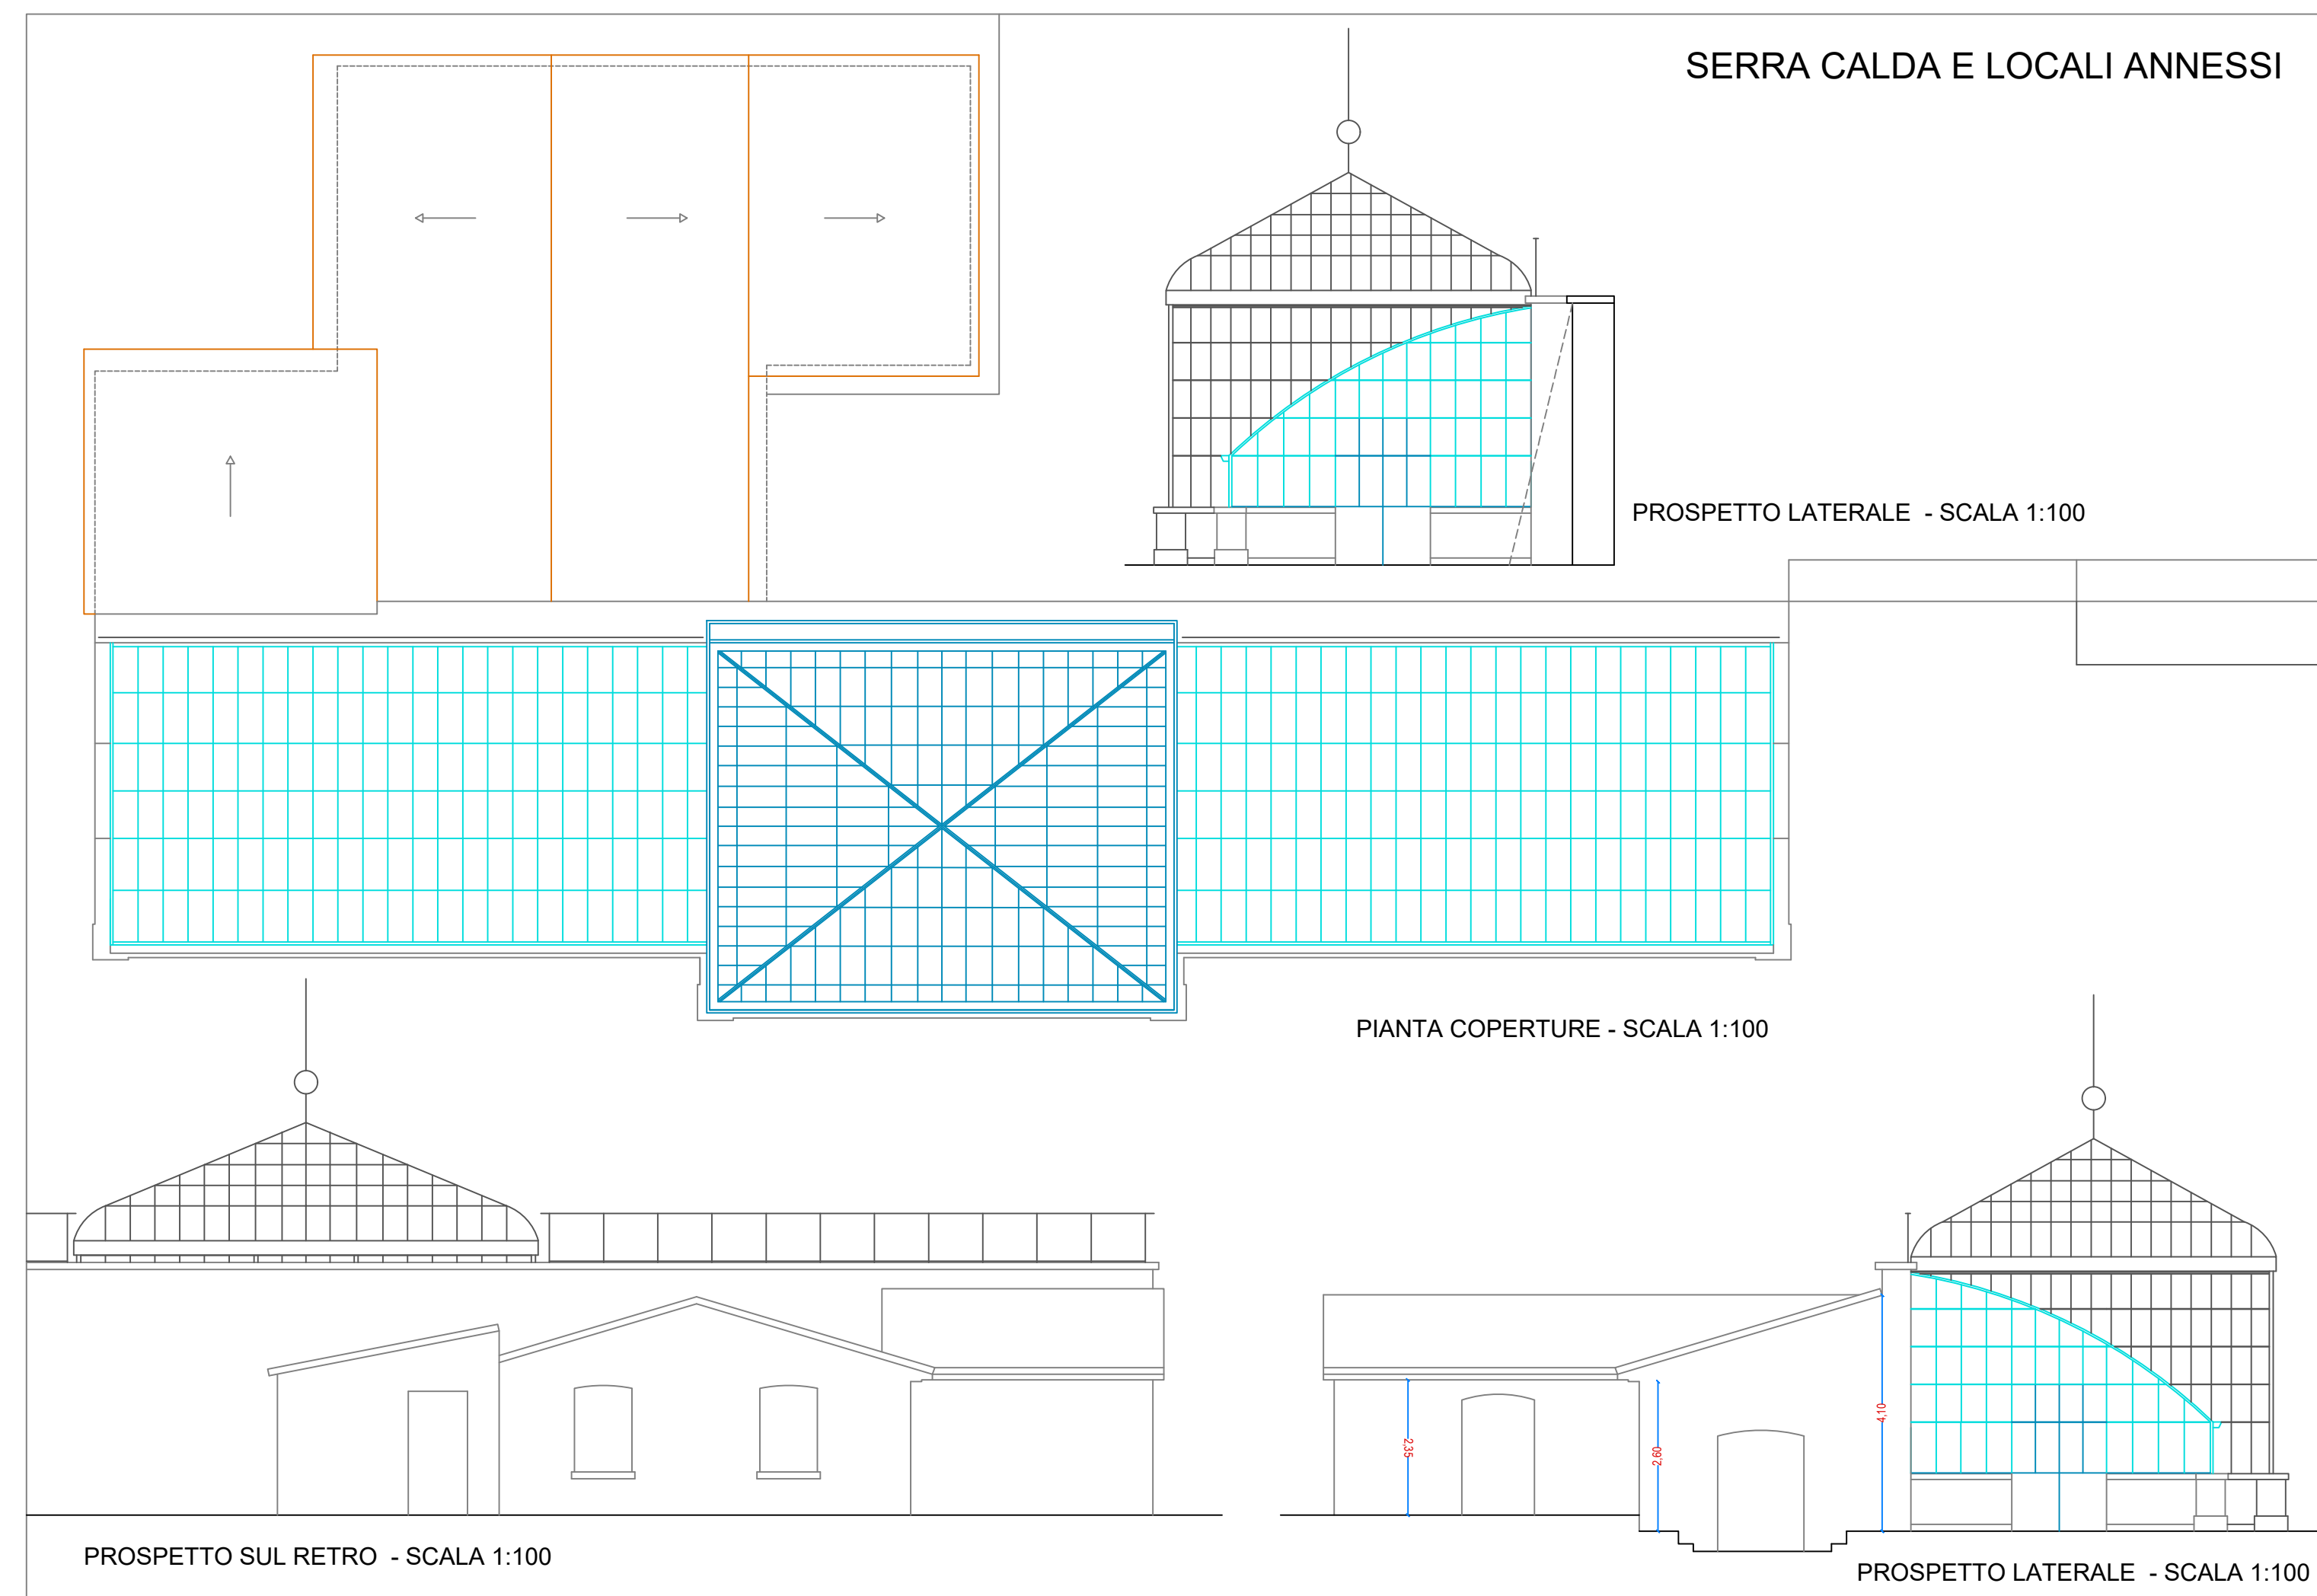 SERRA CALDA E LOCALI ANNESSI
PROSPETTO LATERALE - SCALA 1:100
PIANTA COPERTURE - SCALA 1:100
2,35
2,60
4,10
PROSPETTO SUL RETRO - SCALA 1:100
PROSPETTO LATERALE - SCALA 1:100